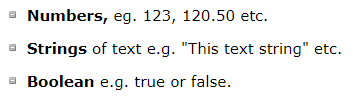 Numbers, eg. 123, 120.50 etc.
Strings of text e.g. "This text string" etc.
Boolean e.g. true or false.